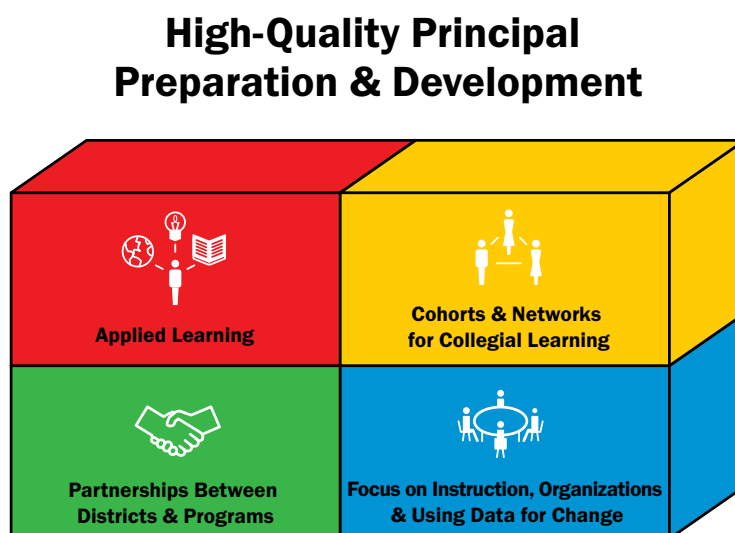 High-Quality Principal
Preparation & Development
Applied Learning
Cohorts & Networks
for Collegial Learning
Partnerships Between
Districts & Programs
Focus on Instruction, Organizations
& Using Data for Change